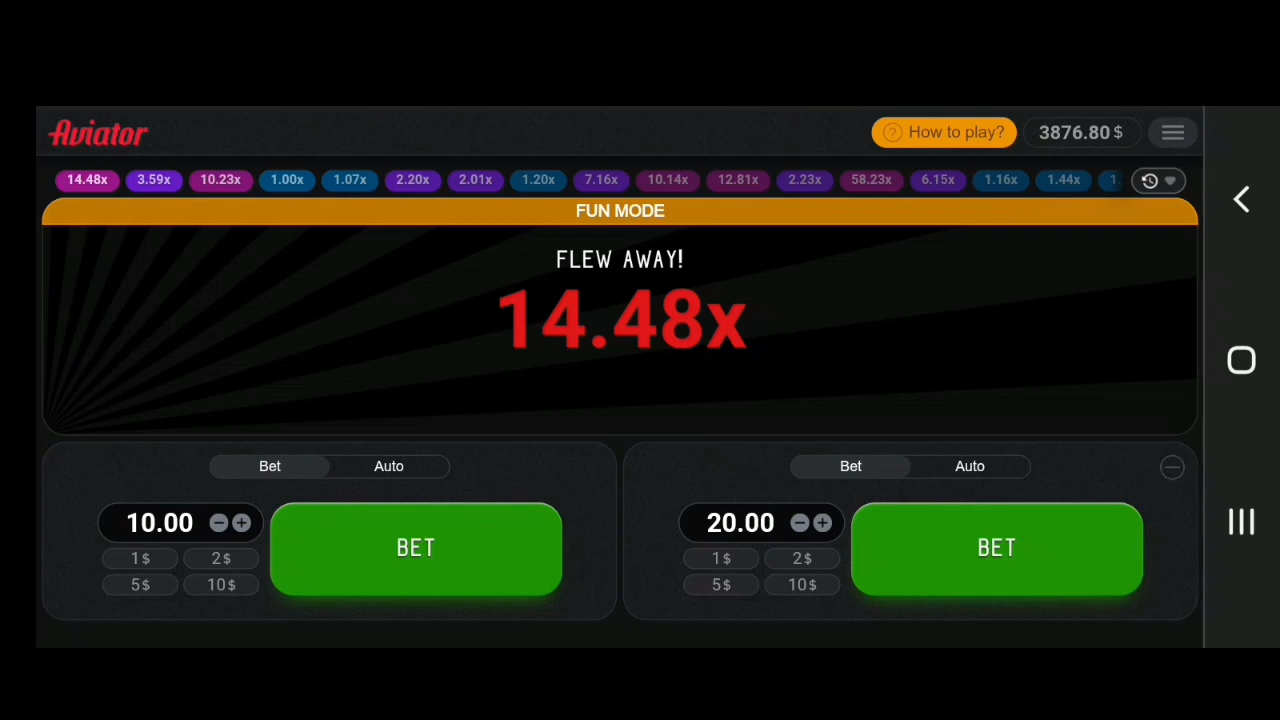 Aviator
How to play?
3876.80 $
14.48x 3.59x 10.23x 1.00x 1.07x 2.20x 2.01x 1.20x 7.16x 10.14x 12.81x 2.23x 58.23x 6.15x 1.16x 1.44x
FUN MODE
FLEW AWAY!
14.48x
Bet Auto
10.00
1$ 2$
5$ 10$
BET
Bet Auto
20.00
1$ 2$
5$ 10$
BET